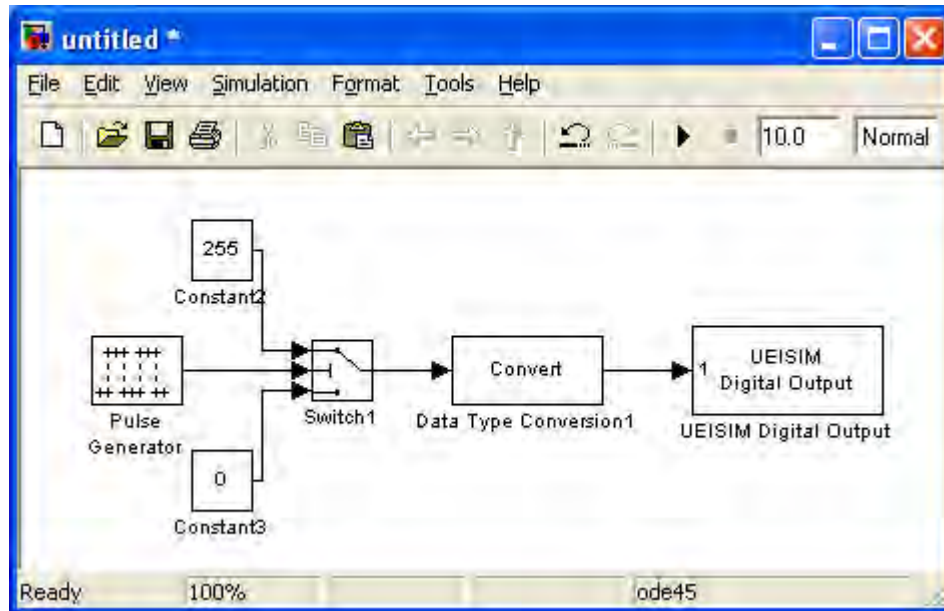 untitled *
File Edit View Simulation Format Tools Help
10.0 Normal
255
Constant2
Pulse
Generator
Switch1
Convert
Data Type Conversion1
1
UEISIM
Digital Output
UEISIM Digital Output
0
Constant3
Ready 100% ode45